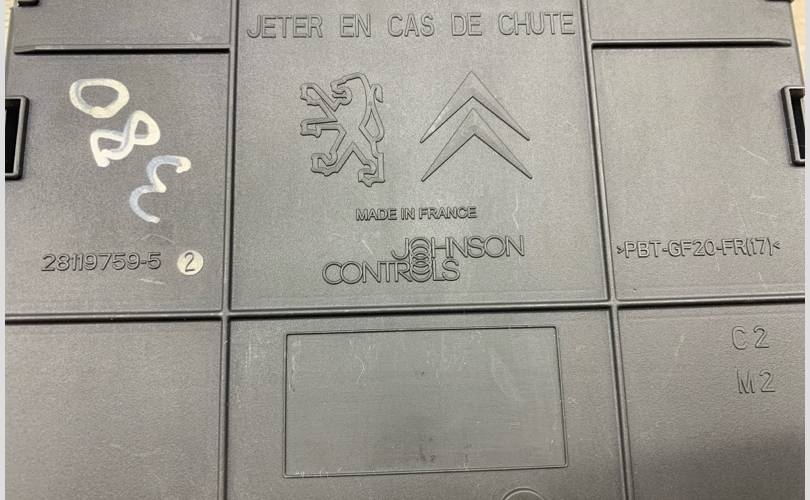 JETER EN CAS DE CHUTE
083
MADE IN FRANCE
JOHNSON
CONTROLS
28119759-5 2
>PBT-GF20-FR(17)<
C2
M2